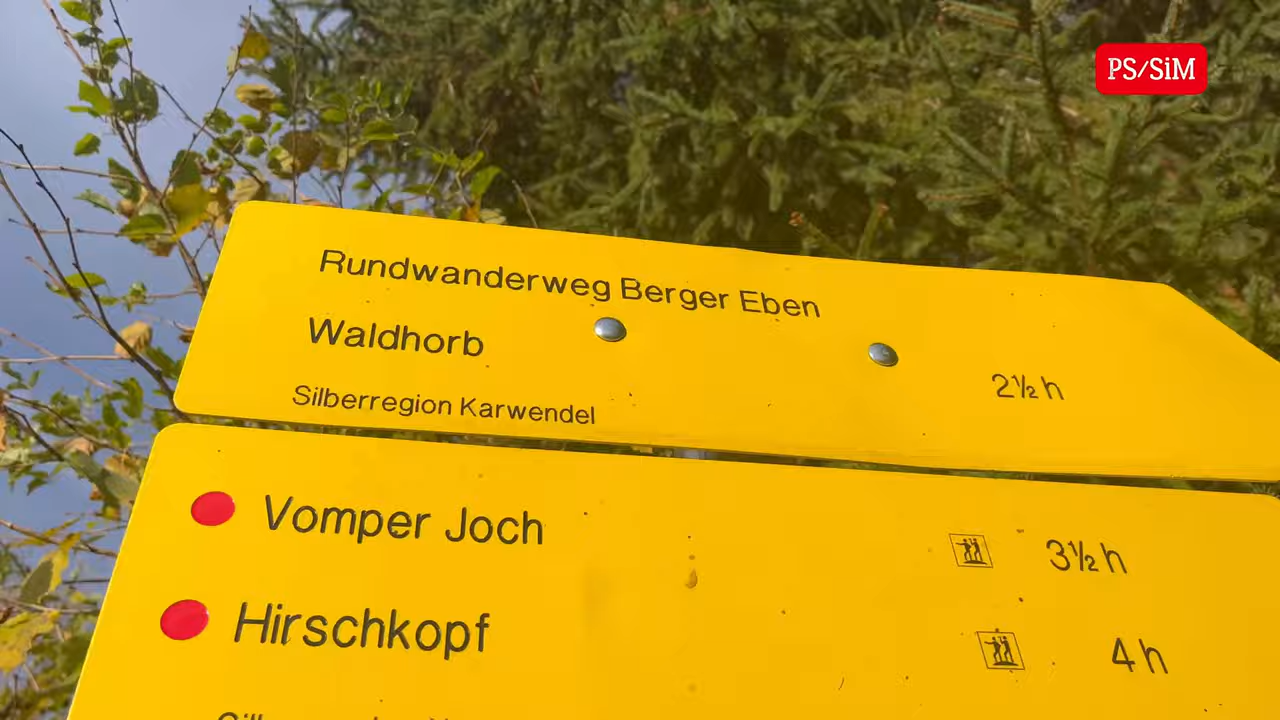 PS/SiM
Rundwanderweg Berger Eben
Waldhorb
2½ h
Silberregion Karwendel
Vomper Joch
3½ h
Hirschkopf
4 h